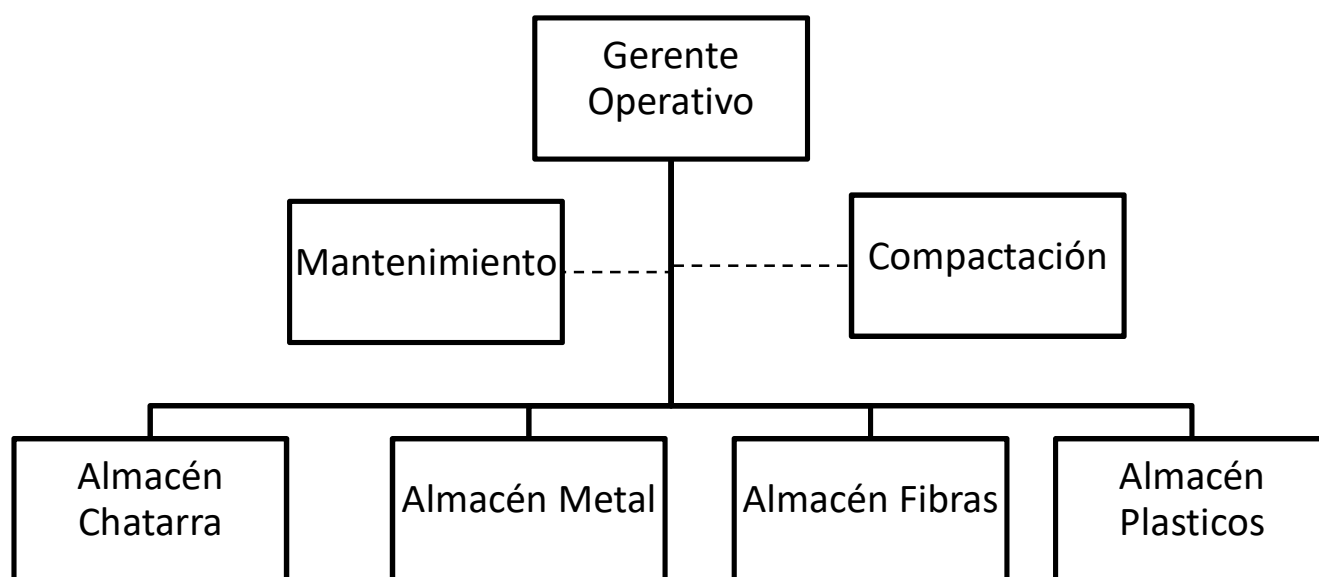 Gerente
Operativo
Mantenimiento
Compactación
Almacén
Chatarra
Almacén Metal
Almacén Fibras
Almacén
Plasticos